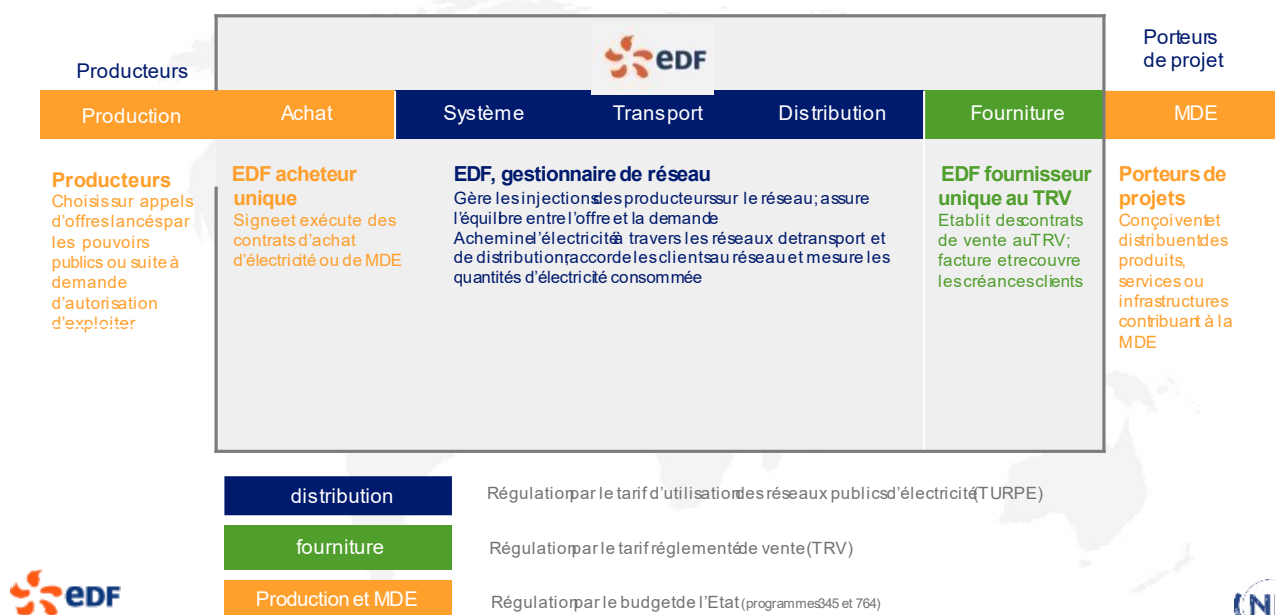 Producteurs
edF
Porteurs
de projet
Production
Achat
Système
Transport
Distribution
Fourniture
MDE
Producteurs
Choisis sur appels
d'offres lancés par
les pouvoirs
publics ou suite à
demande
d'autorisation
d'exploiter
EDF acheteur
unique
Signe et exécute des
contrats d'achat
d'électricité ou de MDE
EDF, gestionnaire de réseau
Gère les injections des producteurs sur le réseau; assure
l'équilibre entre l'offre et la demande
Achemine l'électricité à travers les réseaux de transport et
de distribution, raccorde les clients au réseau et mesure les
quantités d'électricité consommée
EDF fournisseur
unique au TRV
Etablit des contrats
de vente au TRV;
facture et recouvre
les créances clients
Porteurs de
projets
Conçoivent et
distribuent des
produits,
services ou
infrastructures
contribuant à la
MDE
distribution
Régulation par le tarif d'utilisation des réseaux publics d'électricité (TURPE)
fourniture
Régulation par le tarif réglementé de vente (TRV)
Production et MDE
Régulation par le budget de l'Etat (programmes 345 et 764)
edF